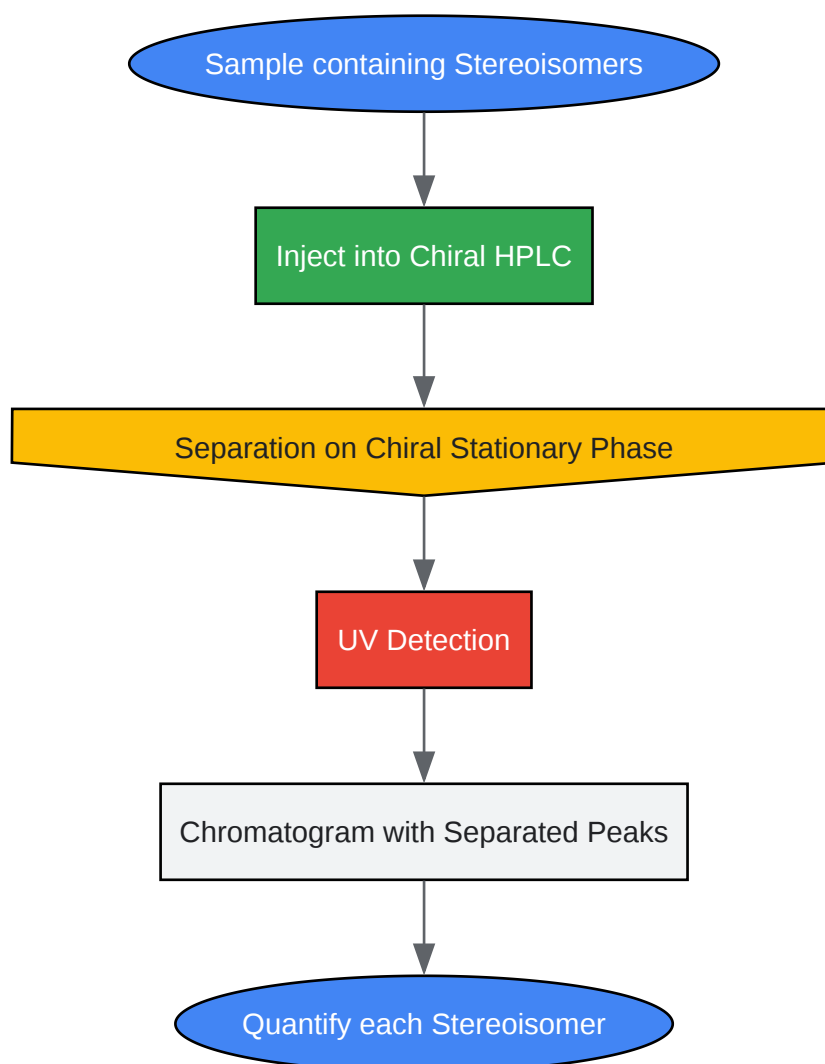 Sample containing Stereoisomers
Inject into Chiral HPLC
Separation on Chiral Stationary Phase
UV Detection
Chromatogram with Separated Peaks
Quantify each Stereoisomer